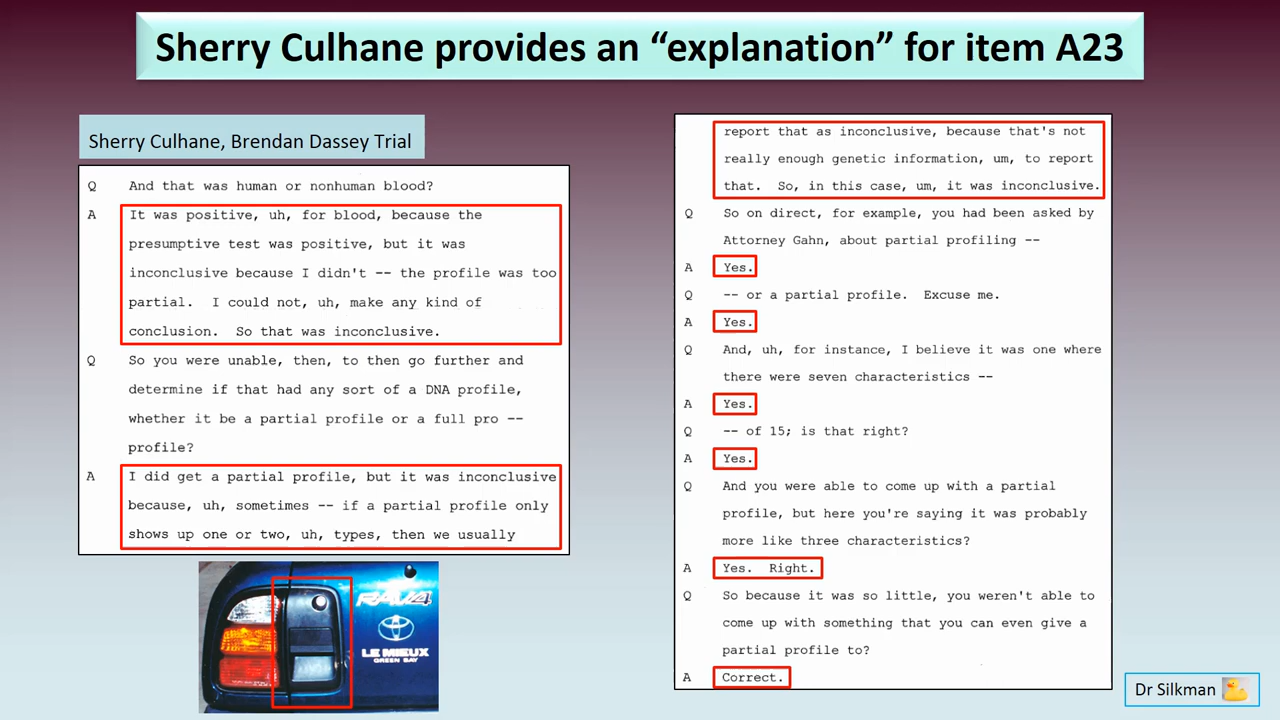 Sherry Culhane provides an “explanation” for item A23
Sherry Culhane, Brendan Dassey Trial
Q And that was human or nonhuman blood?
A It was positive, uh, for blood, because the
presumptive test was positive, but it was
inconclusive because I didn't -- the profile was too
partial. I could not, uh, make any kind of
conclusion. So that was inconclusive.
Q So you were unable, then, to then go further and
determine if that had any sort of a DNA profile,
whether it be a partial profile or a full pro --
profile?
A I did get a partial profile, but it was inconclusive
because, uh, sometimes -- if a partial profile only
shows up one or two, uh, types, then we usually
report that as inconclusive, because that's not
really enough genetic information, um, to report
that. So, in this case, um, it was inconclusive.
Q So on direct, for example, you had been asked by
Attorney Gahn, about partial profiling --
A Yes.
Q -- or a partial profile. Excuse me.
A Yes.
Q And, uh, for instance, I believe it was one where
there were seven characteristics --
A Yes.
Q -- of 15; is that right?
A Yes.
Q And you were able to come up with a partial
profile, but here you're saying it was probably
more like three characteristics?
A Yes. Right.
Q So because it was so little, you weren't able to
come up with something that you can even give a
partial profile to?
A Correct.
RAV4
LE MIEUX
GREEN BAY
Dr Silkman